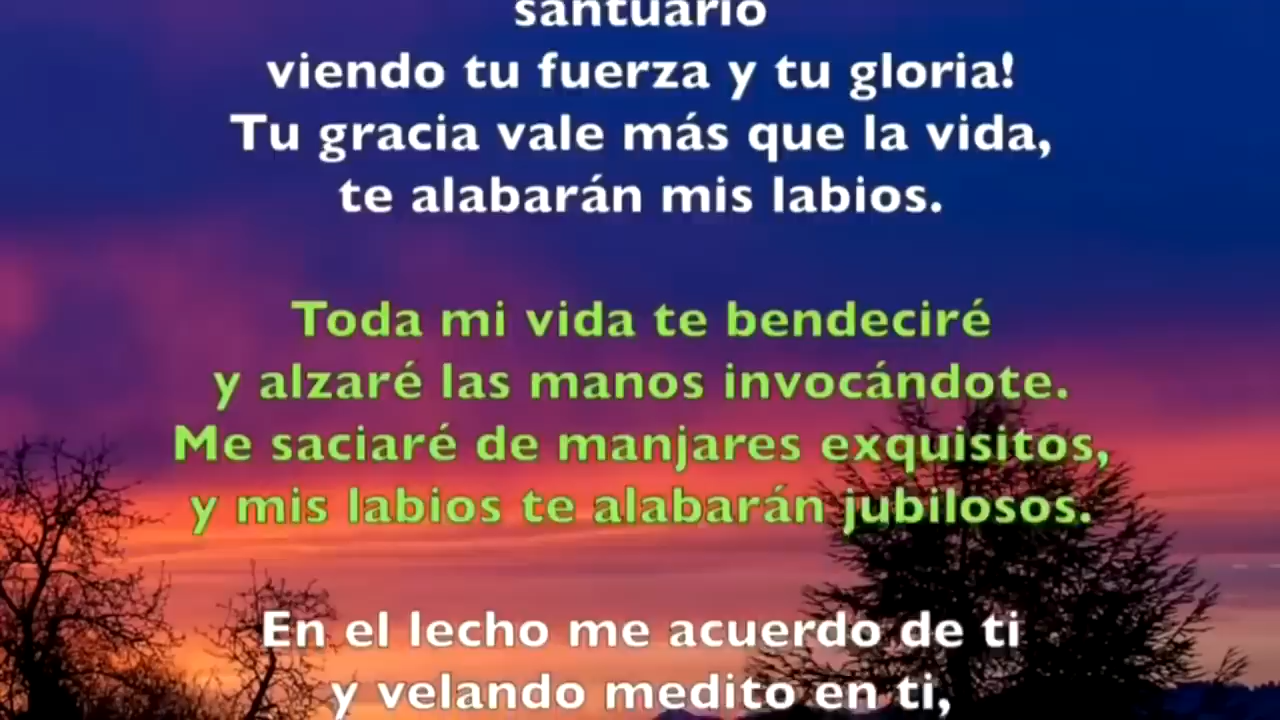 santuario
viendo tu fuerza y tu gloria!
Tu gracia vale más que la vida,
te alabarán mis labios.
Toda mi vida te bendeciré
y alzaré las manos invocándote.
Me saciaré de manjares exquisitos,
y mis labios te alabarán jubilosos.
En el lecho me acuerdo de ti
y velando medito en ti,